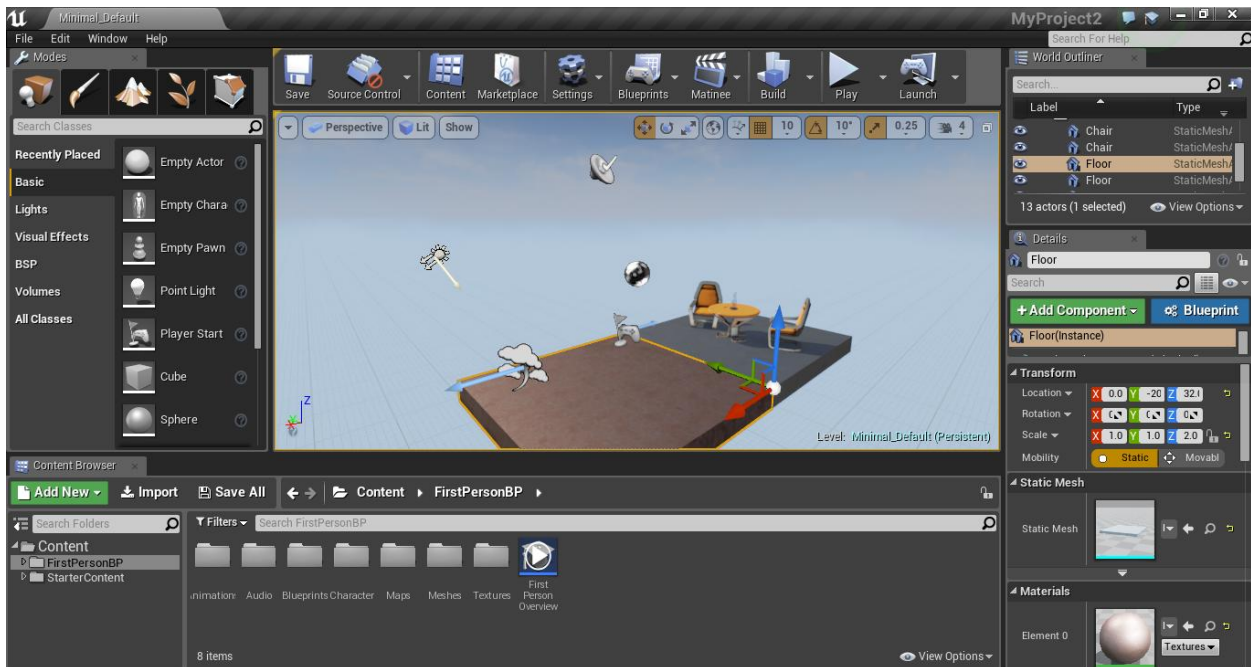 Minimal_Default
MyProject2
File Edit Window Help
Search For Help
Modes
Search Classes
Recently Placed
Basic
Lights
Visual Effects
BSP
Volumes
All Classes
Empty Actor
Empty Chara
Empty Pawn
Point Light
Player Start
Cube
Sphere
Save Source Control Content Marketplace Settings Blueprints Matinee Build Play Launch
Perspective Lit Show
10 10° 0.25 4
Z
Level: Minimal_Default (Persistent)
World Outliner
Search...
Label Type
Chair StaticMesh
Chair StaticMesh
Floor StaticMesh
Floor StaticMesh
13 actors (1 selected) View Options
Details
Floor
Search
+Add Component Blueprint
Floor(Instance)
Transform
Location X 0.0 Y -20 Z 32.
Rotation X Y Z
Scale X 1.0 Y 1.0 Z 2.0
Mobility Static Movabl
Static Mesh
Static Mesh
Materials
Element 0
Textures
Content Browser
Add New Import Save All Content FirstPersonBP
Search Folders
Content
FirstPersonBP
StarterContent
Filters Search FirstPersonBP
Audio Blueprints Character Maps Meshes Textures
First
Person
Overview
8 items
View Options